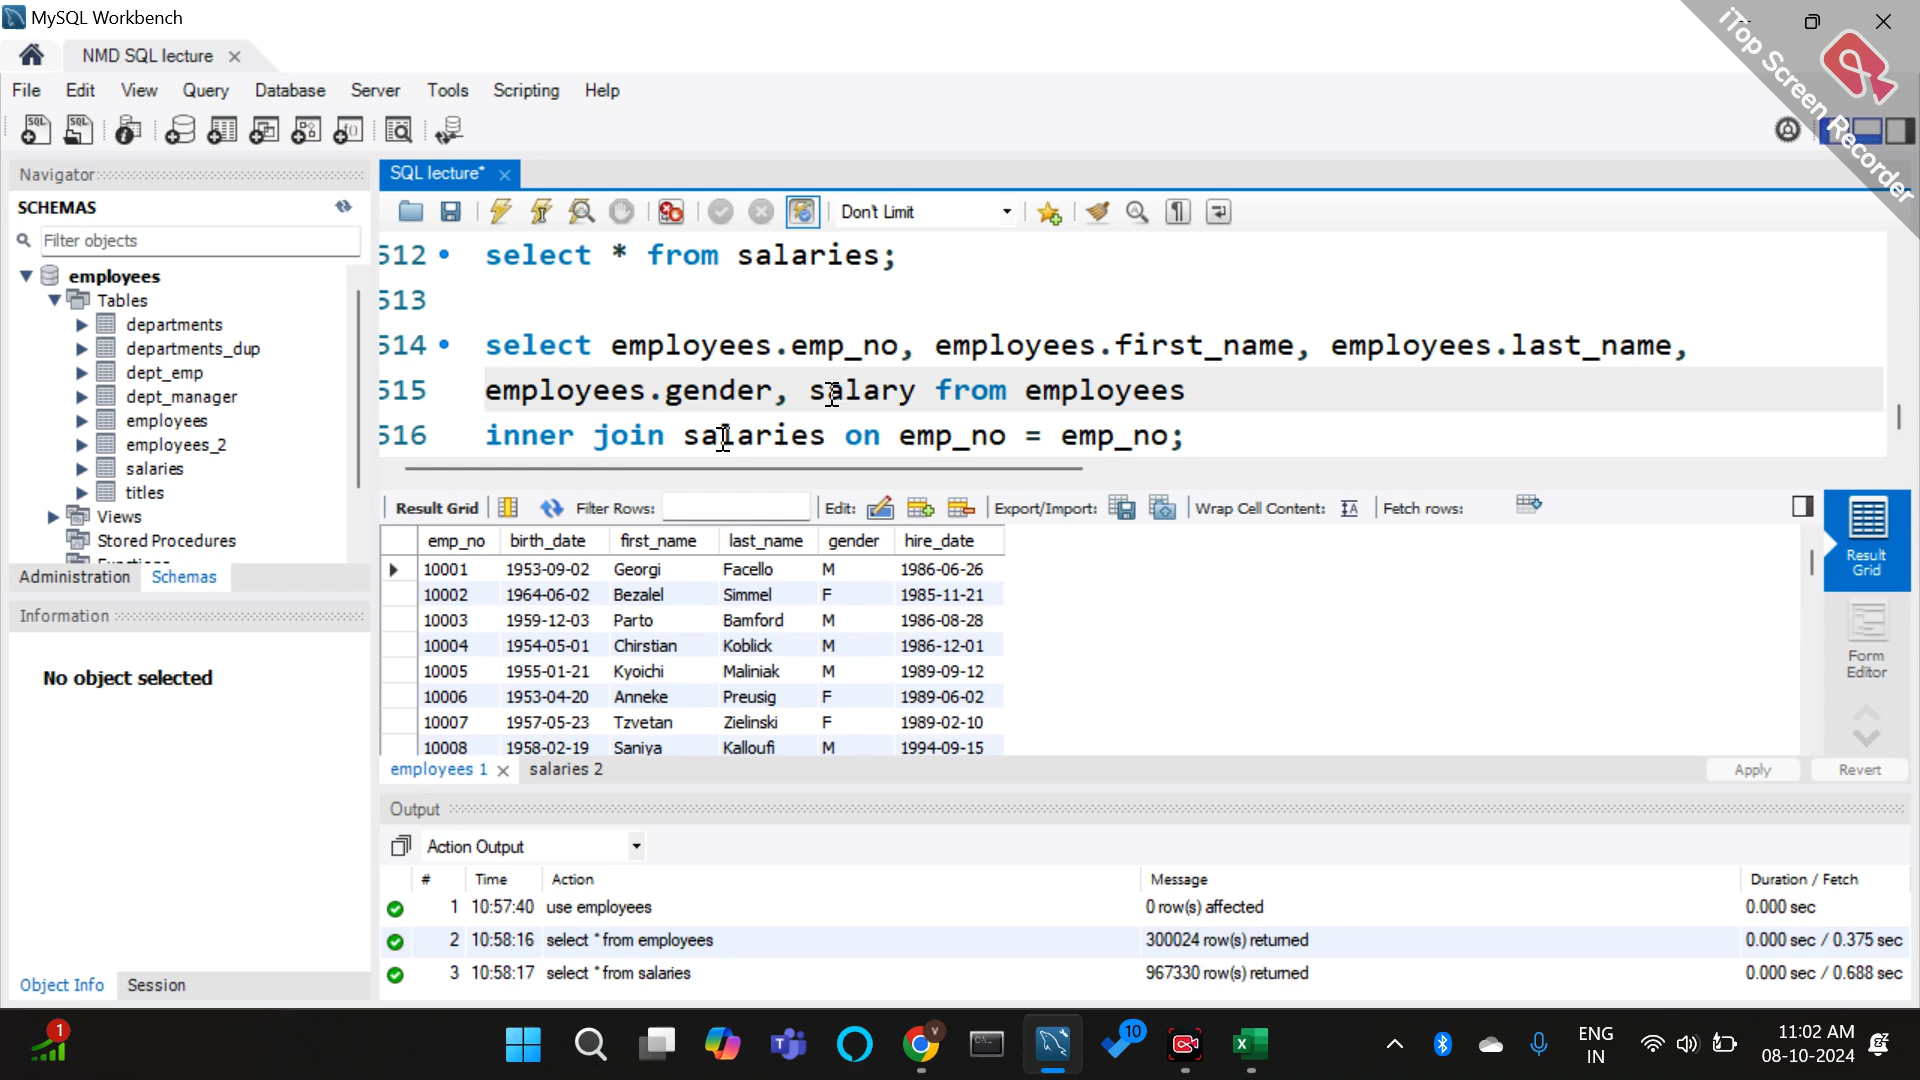 MySQL Workbench
NMD SQL lecture
File Edit View Query Database Server Tools Scripting Help
iTop Screen Recorder
Navigator
SCHEMAS
Filter objects
employees
Tables
departments
departments_dup
dept_emp
dept_manager
employees
employees_2
salaries
titles
Views
Stored Procedures
Administration Schemas
Information
No object selected
Object Info Session
SQL lecture*
Don't Limit
512 select * from salaries;
513
514 select employees.emp_no, employees.first_name, employees.last_name,
515 employees.gender, salary from employees
516 inner join salaries on emp_no = emp_no;
Result Grid Filter Rows: Edit: Export/Import: Wrap Cell Content: Fetch rows:
emp_no birth_date first_name last_name gender hire_date
10001 1953-09-02 Georgi Facello M 1986-06-26
10002 1964-06-02 Bezalel Simmel F 1985-11-21
10003 1959-12-03 Parto Bamford M 1986-08-28
10004 1954-05-01 Chirstian Koblick M 1986-12-01
10005 1955-01-21 Kyoichi Maliniak M 1989-09-12
10006 1953-04-20 Anneke Preusig F 1989-06-02
10007 1957-05-23 Tzvetan Zielinski F 1989-02-10
10008 1958-02-19 Saniya Kalloufi M 1994-09-15
Result Grid
Form Editor
employees 1 salaries 2
Apply Revert
Output
Action Output
# Time Action Message Duration / Fetch
1 10:57:40 use employees 0 row(s) affected 0.000 sec
2 10:58:16 select * from employees 300024 row(s) returned 0.000 sec / 0.375 sec
3 10:58:17 select * from salaries 967330 row(s) returned 0.000 sec / 0.688 sec
1
10
ENG IN
11:02 AM
08-10-2024